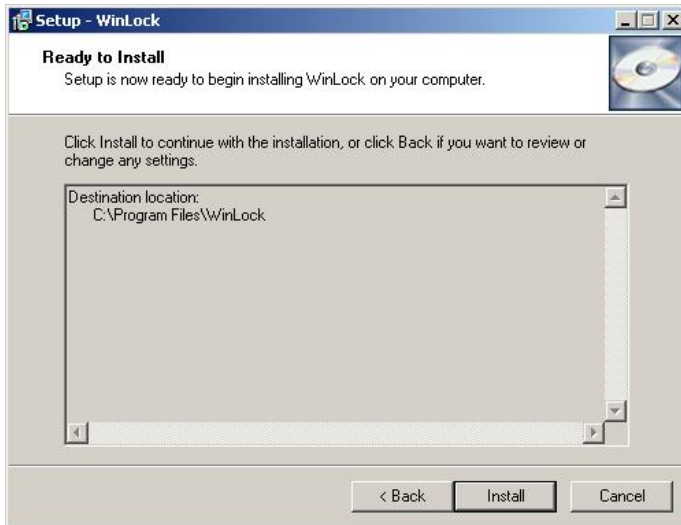 Setup - WinLock
Ready to Install
Setup is now ready to begin installing WinLock on your computer.
Click Install to continue with the installation, or click Back if you want to review or
change any settings.
Destination location:
C:\Program Files\WinLock
< Back
Install
Cancel